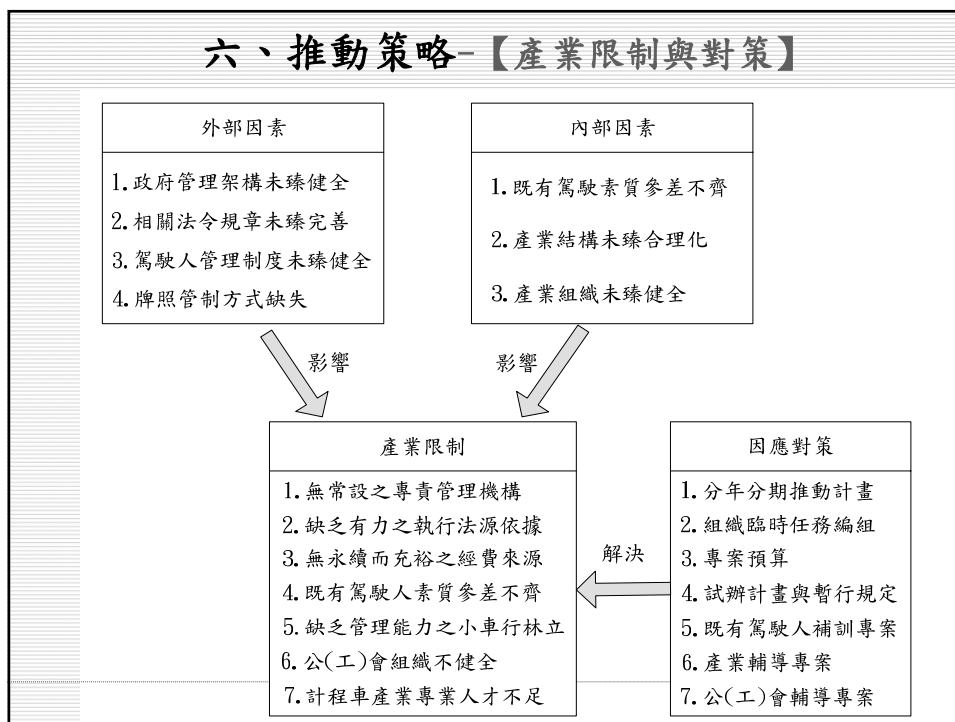 六、推動策略-【產業限制與對策】
外部因素
1.政府管理架構未臻健全
2.相關法令規章未臻完善
3.駕駛人管理制度未臻健全
4.牌照管制方式缺失
內部因素
1.既有駕駛素質參差不齊
2.產業結構未臻合理化
3.產業組織未臻健全
影響
影響
產業限制
1.無常設之專責管理機構
2.缺乏有力之執行法源依據
3.無永續而充裕之經費來源
4.既有駕駛人素質參差不齊
5.缺乏管理能力之小車行林立
6.公(工)會組織不健全
7.計程車產業專業人才不足
解決
因應對策
1.分年分期推動計畫
2.組織臨時任務編組
3.專案預算
4.試辦計畫與暫行規定
5.既有駕駛人補訓專案
6.產業輔導專案
7.公(工)會輔導專案